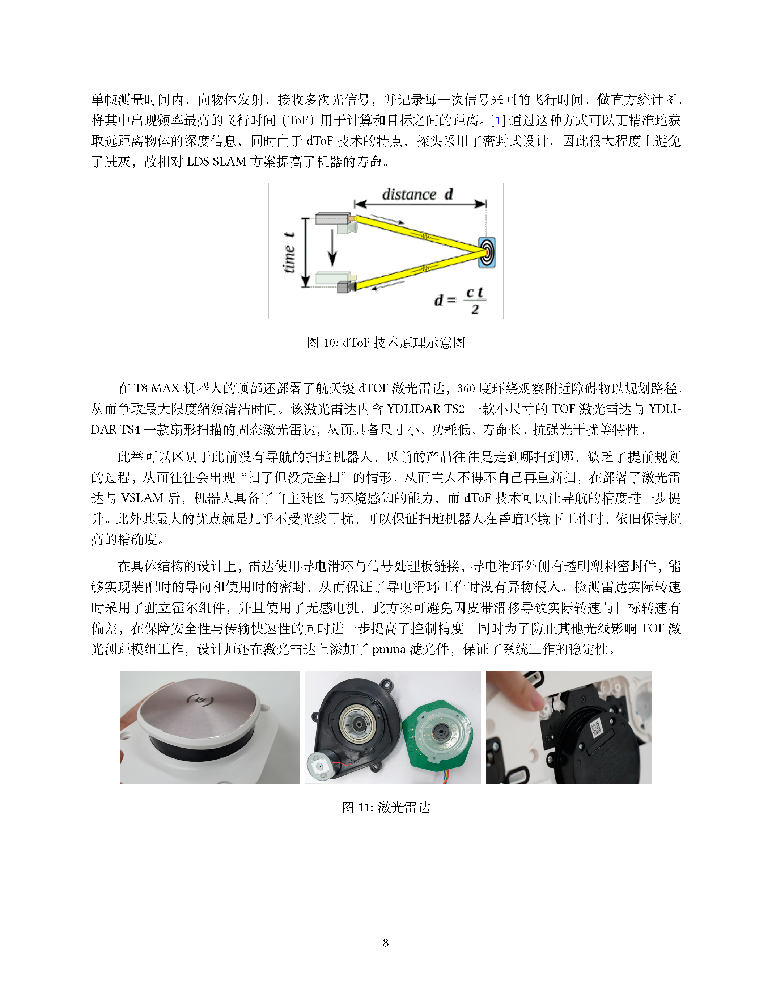 单帧测量时间内，向物体发射、接收多次光信号，并记录每一次信号来回的飞行时间、做直方统计图，
将其中出现频率最高的飞行时间（ToF）用于计算和目标之间的距离。[1] 通过这种方式可以更精准地获
取远距离物体的深度信息，同时由于 dToF 技术的特点，探头采用了密封式设计，因此很大程度上避免
了进灰，故相对 LDS SLAM 方案提高了机器的寿命。
distance d
time t
d = c t / 2
图 10: dToF 技术原理示意图
在 T8 MAX 机器人的顶部还部署了航天级 dTOF 激光雷达，360 度环绕观察附近障碍物以规划路径，
从而争取最大限度缩短清洁时间。该激光雷达内含 YDLIDAR TS2 一款小尺寸的 TOF 激光雷达与 YDLI-
DAR TS4 一款扇形扫描的固态激光雷达，从而具备尺寸小、功耗低、寿命长、抗强光干扰等特性。
此举可以区别于此前没有导航的扫地机器人，以前的产品往往是走到哪扫到哪，缺乏了提前规划
的过程，从而往往会出现“扫了但没完全扫”的情形，从而主人不得不自己再重新扫，在部署了激光雷
达与 VSLAM 后，机器人具备了自主建图与环境感知的能力，而 dToF 技术可以让导航的精度进一步提
升。此外其最大的优点就是几乎不受光线干扰，可以保证扫地机器人在昏暗环境下工作时，依旧保持超
高的精确度。
在具体结构的设计上，雷达使用导电滑环与信号处理板链接，导电滑环外侧有透明塑料密封件，能
够实现装配时的导向和使用时的密封，从而保证了导电滑环工作时没有异物侵入。检测雷达实际转速
时采用了独立霍尔组件，并且使用了无感电机，此方案可避免因皮带滑移导致实际转速与目标转速有
偏差，在保障安全性与传输快速性的同时进一步提高了控制精度。同时为了防止其他光线影响 TOF 激
光测距模组工作，设计师还在激光雷达上添加了 pmma 滤光件，保证了系统工作的稳定性。
图 11: 激光雷达
8